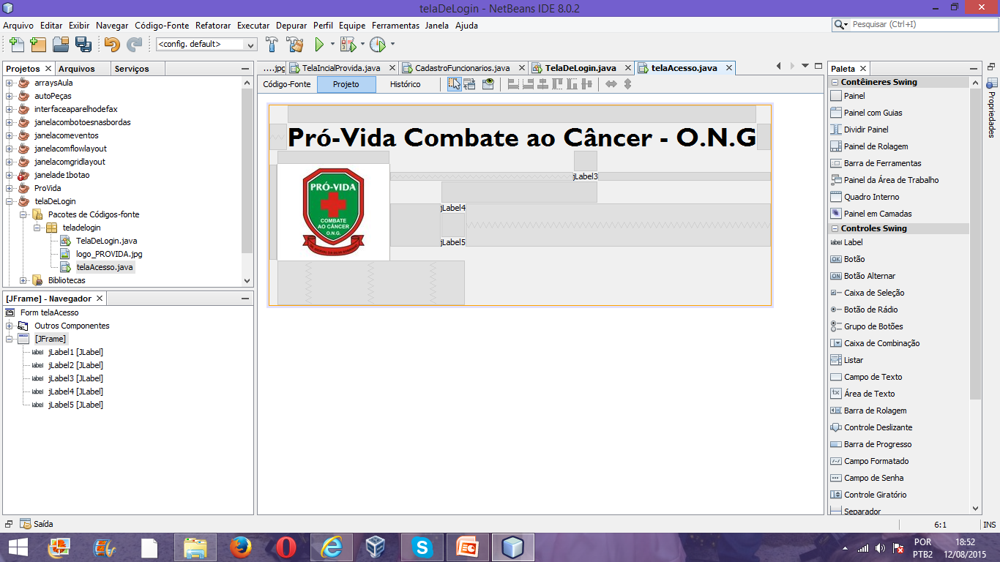 telaDeLogin - NetBeans IDE 8.0.2
Arquivo Editar Exibir Navegar Código-Fonte Refatorar Executar Depurar Perfil Equipe Ferramentas Janela Ajuda
Pesquisar (Ctrl+I)
<config. default>
Projetos Arquivos Serviços
arraysAula
autoPeças
interfaceaparelhodefax
janelacombotoesnasbordas
janelacomeventos
janelacomflowlayout
janelacomgridlayout
janelade1botao
ProVida
telaDeLogin
Pacotes de Códigos-fonte
teladelogin
TelaDeLogin.java
logo_PROVIDA.jpg
telaAcesso.java
Bibliotecas
[JFrame] - Navegador
Form telaAcesso
Outros Componentes
[JFrame]
jLabel1 [JLabel]
jLabel2 [JLabel]
jLabel3 [JLabel]
jLabel4 [JLabel]
jLabel5 [JLabel]
....jpg TelaIncialProvida.java CadastroFuncionarios.java TelaDeLogin.java telaAcesso.java
Código-Fonte Projeto Histórico
Pró-Vida Combate ao Câncer - O.N.G
PRÓ-VIDA
COMBATE
AO CÂNCER
O.N.G.
jLabel3
jLabel4
jLabel5
Paleta
Contêineres Swing
Painel
Painel com Guias
Dividir Painel
Painel de Rolagem
Barra de Ferramentas
Painel da Área de Trabalho
Quadro Interno
Painel em Camadas
Controles Swing
label Label
OK Botão
ON Botão Alternar
Caixa de Seleção
Botão de Rádio
Grupo de Botões
Caixa de Combinação
Listar
Campo de Texto
Área de Texto
Barra de Rolagem
Controle Deslizante
Barra de Progresso
Campo Formatado
Campo de Senha
Controle Giratório
Separador
Propriedades
Saída
6:1 INS
POR
PTB2
18:52
12/08/2015